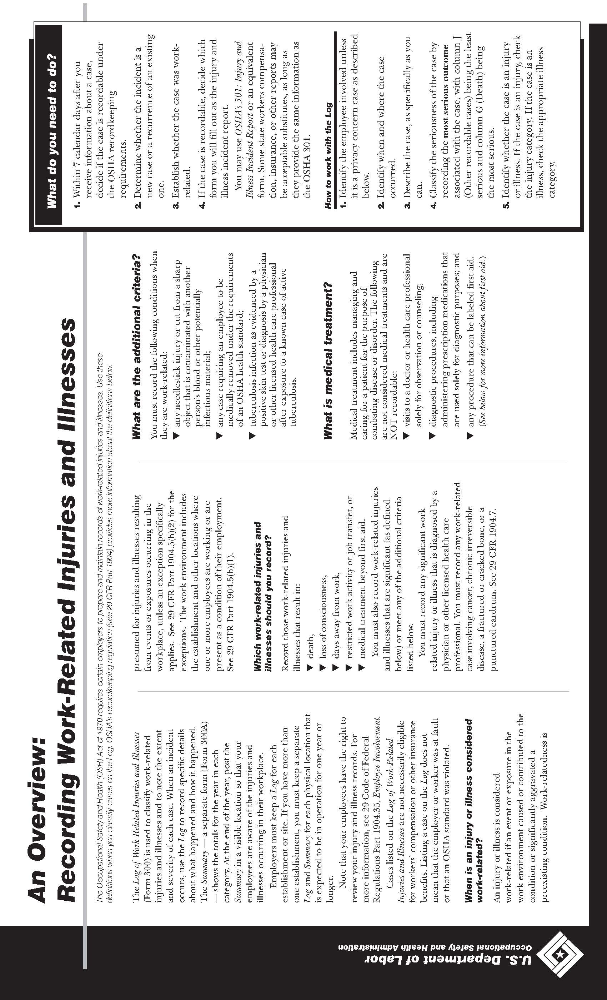 An Overview:
Recording Work-Related Injuries and Illnesses
The Occupational Safety and Health (OSH) Act of 1970 requires certain employers to prepare and maintain records of work-related injuries and illnesses. Use these
definitions when you classify cases on the Log. OSHA's recordkeeping regulation (see 29 CFR Part 1904) provides more information about the definitions below.
The Log of Work-Related Injuries and Illnesses
(Form 300) is used to classify work-related
injuries and illnesses and to note the extent
and severity of each case. When an incident
occurs, use the Log to record specific details
about what happened and how it happened.
The Summary — a separate form (Form 300A)
— shows the totals for the year in each
category. At the end of the year, post the
Summary in a visible location so that your
employees are aware of the injuries and
illnesses occurring in their workplace.
Employers must keep a Log for each
establishment or site. If you have more than
one establishment, you must keep a separate
Log and Summary for each physical location that
is expected to be in operation for one year or
longer.
Note that your employees have the right to
review your injury and illness records. For
more information, see 29 Code of Federal
Regulations Part 1904.35, Employee Involvement.
Cases listed on the Log of Work-Related
Injuries and Illnesses are not necessarily eligible
for workers' compensation or other insurance
benefits. Listing a case on the Log does not
mean that the employer or worker was at fault
or that an OSHA standard was violated.
When is an injury or illness considered
work-related?
An injury or illness is considered
work-related if an event or exposure in the
work environment caused or contributed to the
condition or significantly aggravated a
preexisting condition. Work-relatedness is
presumed for injuries and illnesses resulting
from events or exposures occurring in the
workplace, unless an exception specifically
applies. See 29 CFR Part 1904.5(b)(2) for the
exceptions. The work environment includes
the establishment and other locations where
one or more employees are working or are
present as a condition of their employment.
See 29 CFR Part 1904.5(b)(1).
Which work-related injuries and
illnesses should you record?
Record those work-related injuries and
illnesses that result in:
▼ death,
▼ loss of consciousness,
▼ days away from work,
▼ restricted work activity or job transfer, or
▼ medical treatment beyond first aid.
You must also record work-related injuries
and illnesses that are significant (as defined
below) or meet any of the additional criteria
listed below.
You must record any significant work-
related injury or illness that is diagnosed by a
physician or other licensed health care
professional. You must record any work-related
case involving cancer, chronic irreversible
disease, a fractured or cracked bone, or a
punctured eardrum. See 29 CFR 1904.7.
What are the additional criteria?
You must record the following conditions when
they are work-related:
▼ any needlestick injury or cut from a sharp
object that is contaminated with another
person's blood or other potentially
infectious material;
▼ any case requiring an employee to be
medically removed under the requirements
of an OSHA health standard;
▼ tuberculosis infection as evidenced by a
positive skin test or diagnosis by a physician
or other licensed health care professional
after exposure to a known case of active
tuberculosis.
What is medical treatment?
Medical treatment includes managing and
caring for a patient for the purpose of
combating disease or disorder. The following
are not considered medical treatments and are
NOT recordable:
▼ visits to a doctor or health care professional
solely for observation or counseling;
▼ diagnostic procedures, including
administering prescription medications that
are used solely for diagnostic purposes; and
▼ any procedure that can be labeled first aid.
(See below for more information about first aid.)
What do you need to do?
1. Within 7 calendar days after you
receive information about a case,
decide if the case is recordable under
the OSHA recordkeeping
requirements.
2. Determine whether the incident is a
new case or a recurrence of an existing
one.
3. Establish whether the case was work-
related.
4. If the case is recordable, decide which
form you will fill out as the injury and
illness incident report.
You may use OSHA's 301: Injury and
Illness Incident Report or an equivalent
form. Some state workers compensa-
tion, insurance, or other reports may
be acceptable substitutes, as long as
they provide the same information as
the OSHA 301.
How to work with the Log
1. Identify the employee involved unless
it is a privacy concern case as described
below.
2. Identify when and where the case
occurred.
3. Describe the case, as specifically as you
can.
4. Classify the seriousness of the case by
recording the most serious outcome
associated with the case, with column J
(Other recordable cases) being the least
serious and column G (Death) being
the most serious.
5. Identify whether the case is an injury
or illness. If the case is an injury, check
the injury category. If the case is an
illness, check the appropriate illness
category.
U.S. Department of Labor
Occupational Safety and Health Administration